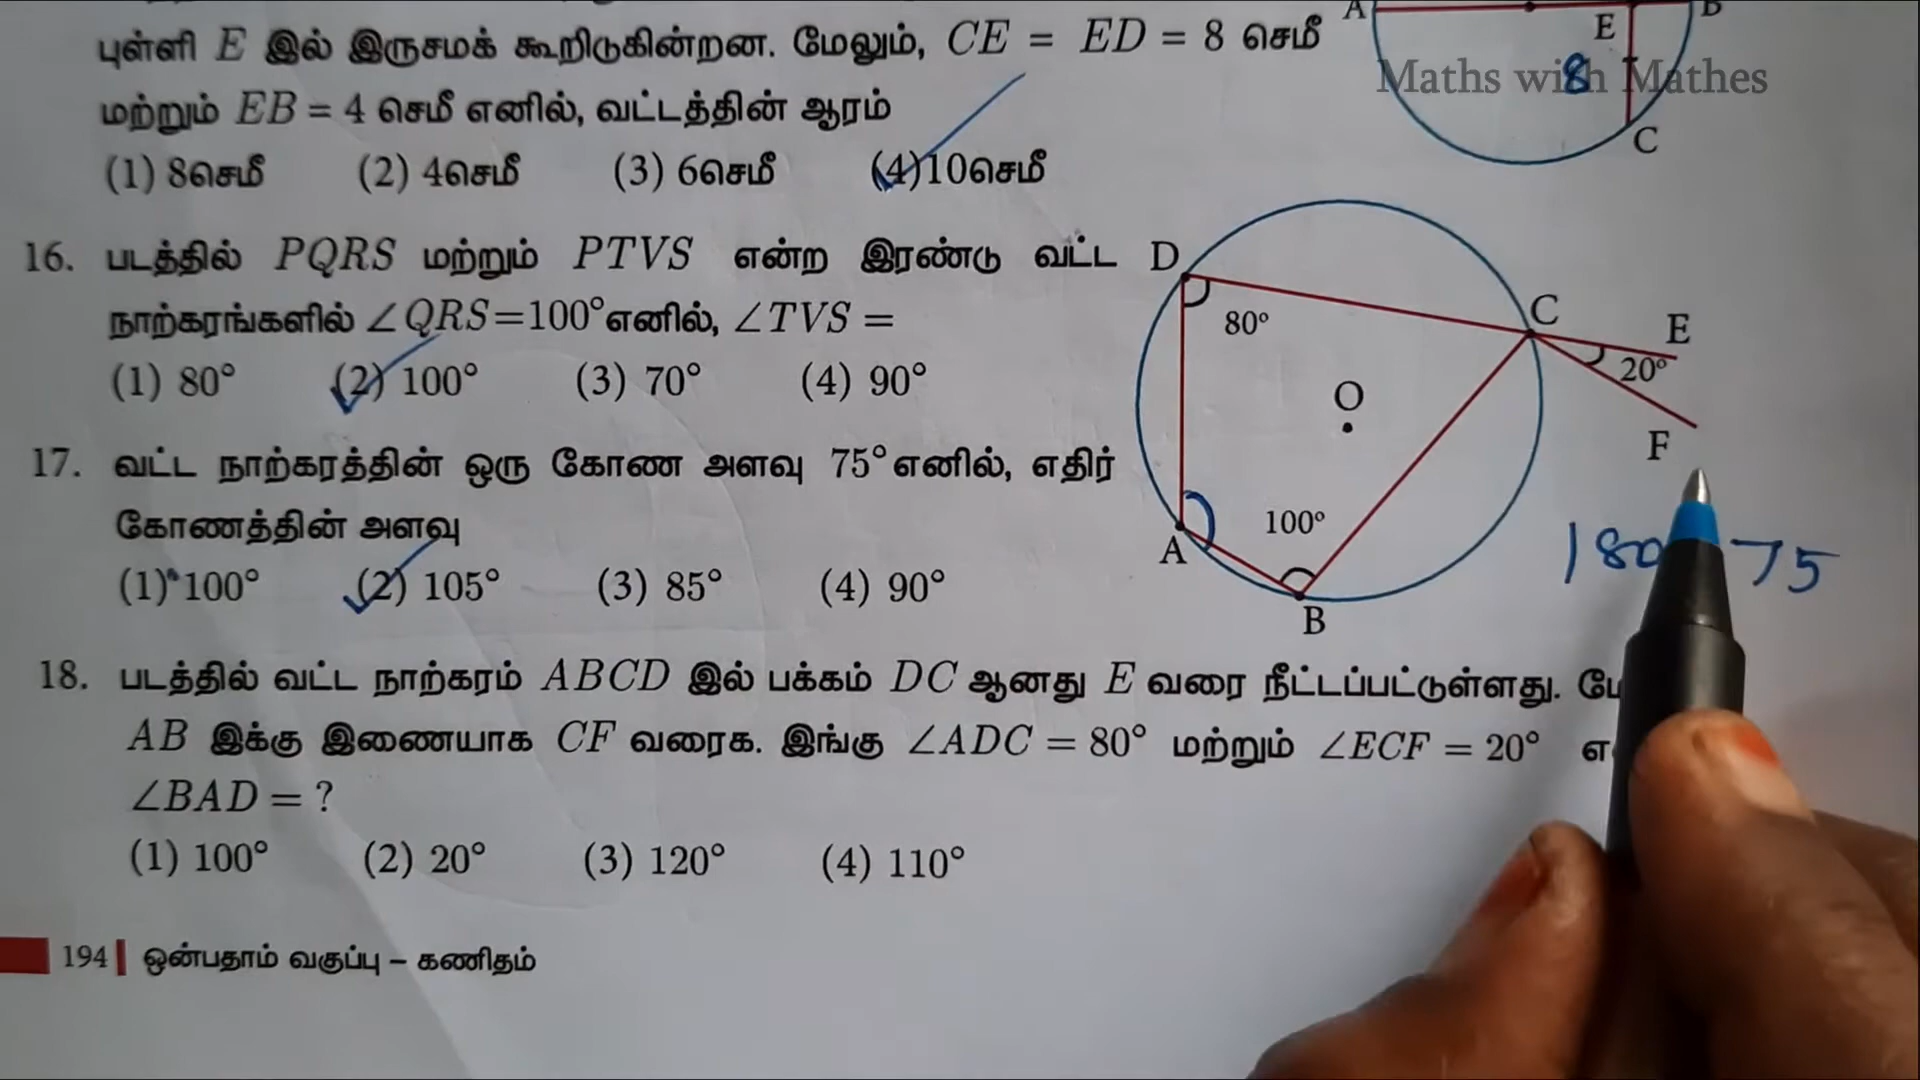 புள்ளி E இல் இருசமக் கூறிடுகின்றன. மேலும், CE = ED = 8 செமீ
மற்றும் EB = 4 செமீ எனில், வட்டத்தின் ஆரம்
(1) 8செமீ (2) 4செமீ (3) 6செமீ (4)10செமீ
A E B
8
C
Maths with Mathes
16. படத்தில் PQRS மற்றும் PTVS என்ற இரண்டு வட்ட
நாற்கரங்களில் ∠QRS=100°எனில், ∠TVS =
(1) 80° (2) 100° (3) 70° (4) 90°
17. வட்ட நாற்கரத்தின் ஒரு கோண அளவு 75°எனில், எதிர்
கோணத்தின் அளவு
(1) 100° (2) 105° (3) 85° (4) 90°
D
C
E
80°
20°
O
F
100°
A
B
180 75
18. படத்தில் வட்ட நாற்கரம் ABCD இல் பக்கம் DC ஆனது E வரை நீட்டப்பட்டுள்ளது.
AB இக்கு இணையாக CF வரைக. இங்கு ∠ADC = 80° மற்றும் ∠ECF = 20°
∠BAD = ?
(1) 100° (2) 20° (3) 120° (4) 110°
194 ஒன்பதாம் வகுப்பு – கணிதம்